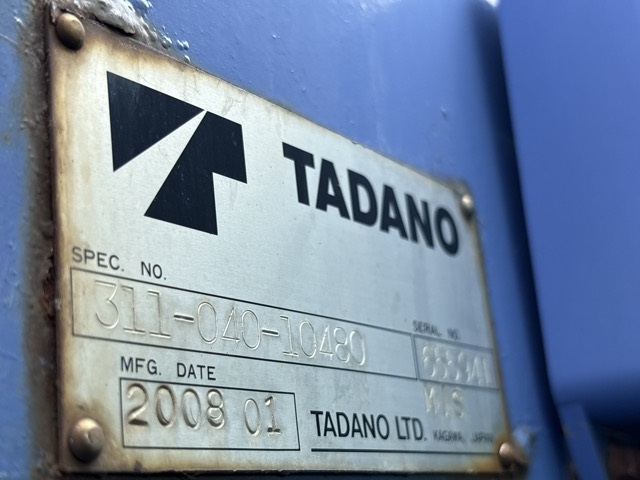 TADANO
SPEC. NO.
311-040-10480
SERIAL NO.
MFG. DATE
2008 01
TADANO LTD. KAGAWA, JAPAN